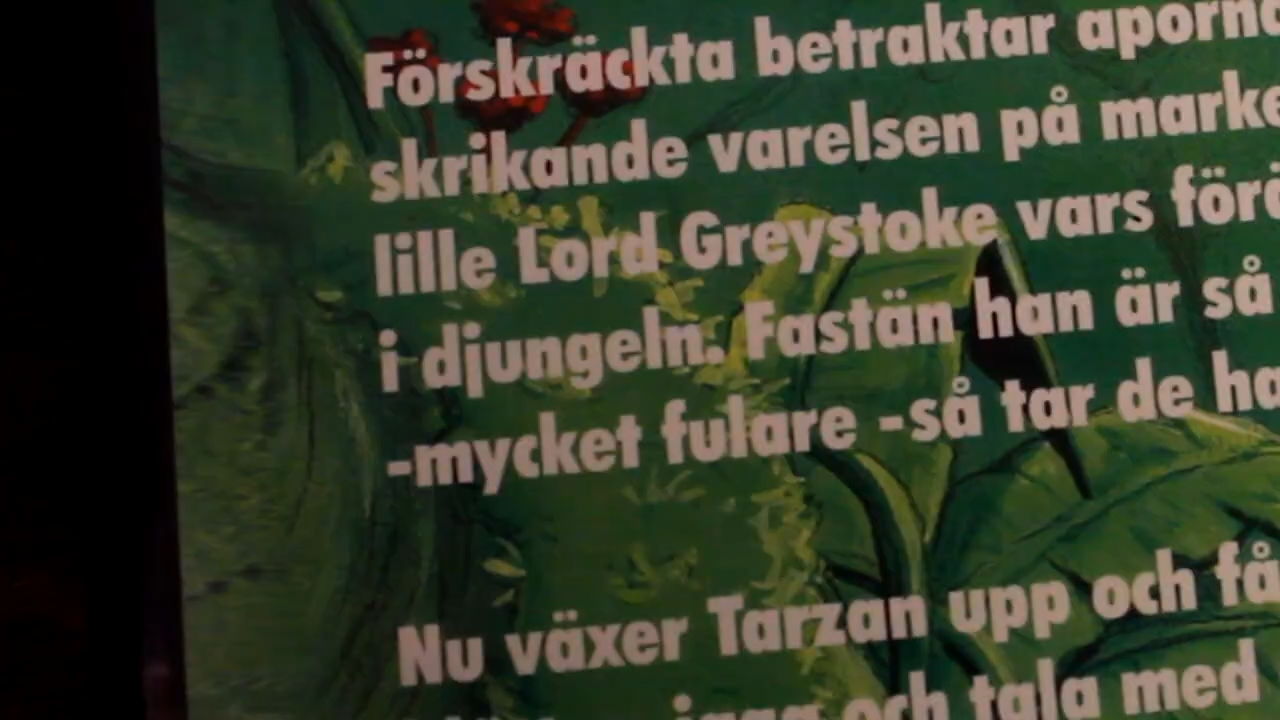 Förskräckta betraktar aporna
skrikande varelsen på marke
lille Lord Greystoke vars förä
i djungeln. Fastän han är så
-mycket fulare -så tar de ha
Nu växer Tarzan upp och få
och tala med